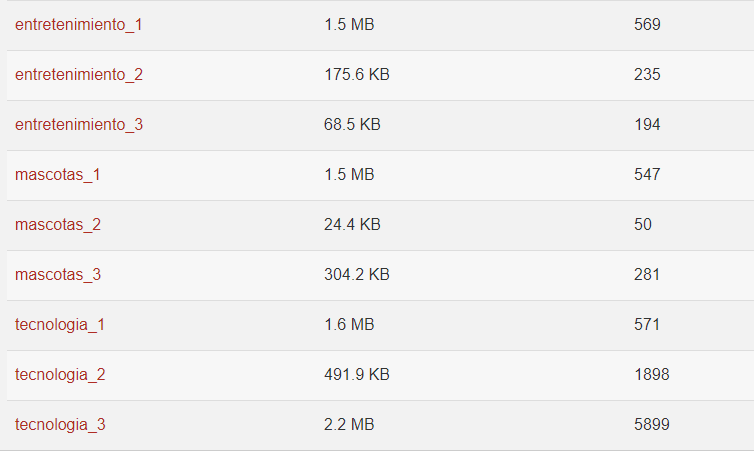 entretenimiento_1 1.5 MB 569
entretenimiento_2 175.6 KB 235
entretenimiento_3 68.5 KB 194
mascotas_1 1.5 MB 547
mascotas_2 24.4 KB 50
mascotas_3 304.2 KB 281
tecnologia_1 1.6 MB 571
tecnologia_2 491.9 KB 1898
tecnologia_3 2.2 MB 5899